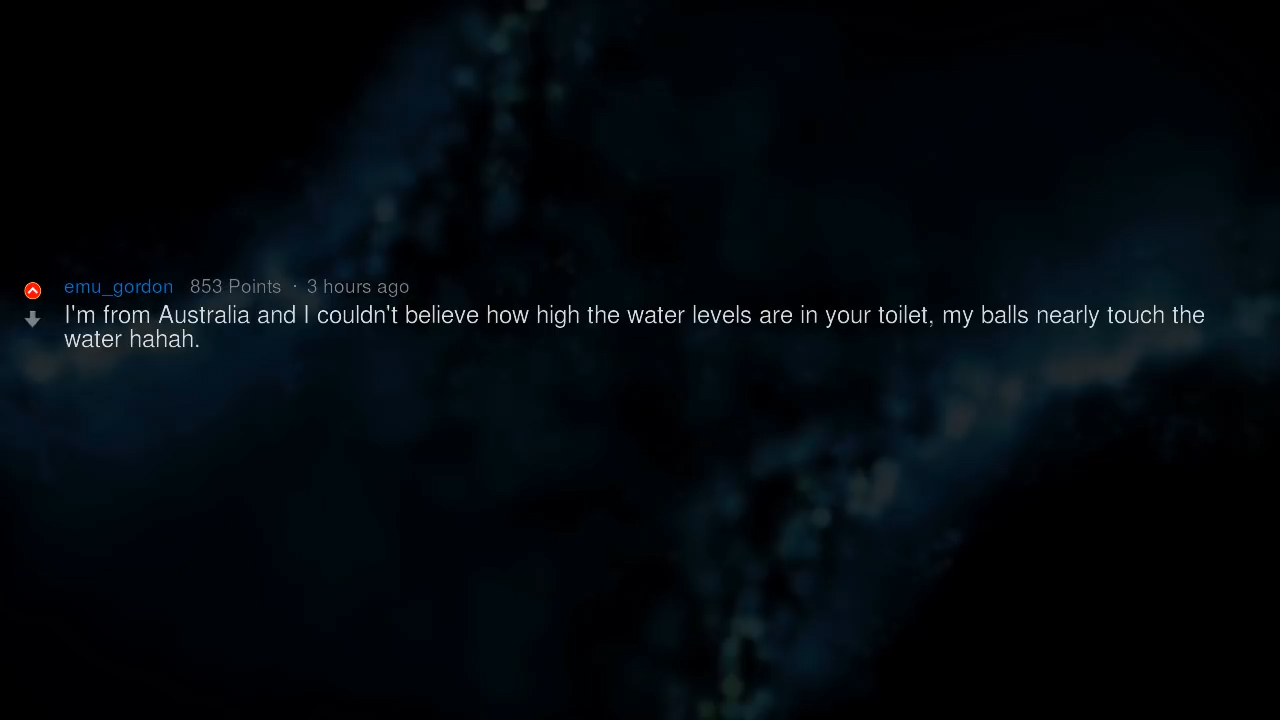 emu_gordon 853 Points · 3 hours ago
I'm from Australia and I couldn't believe how high the water levels are in your toilet, my balls nearly touch the
water hahah.